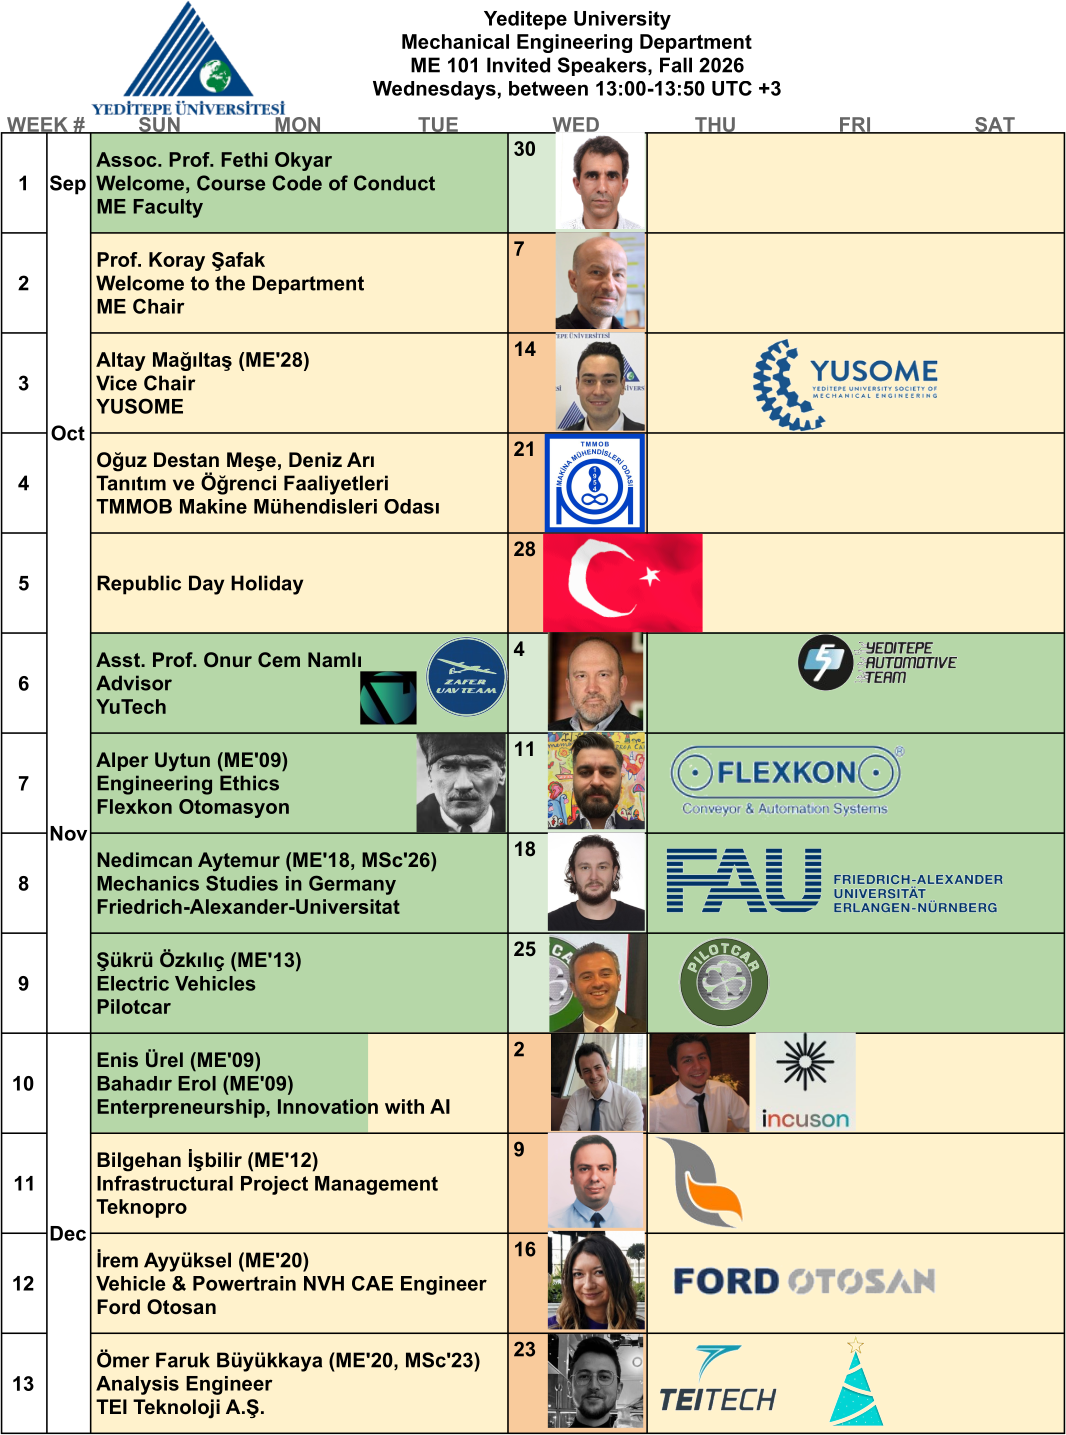 Yeditepe University
Mechanical Engineering Department
ME 101 Invited Speakers, Fall 2026
Wednesdays, between 13:00-13:50 UTC +3
YEDİTEPE ÜNİVERSİTESİ
WEEK # SUN MON TUE WED THU FRI SAT
1 Sep
Assoc. Prof. Fethi Okyar
Welcome, Course Code of Conduct
ME Faculty
30
2
Prof. Koray Şafak
Welcome to the Department
ME Chair
7
3
Altay Mağıltaş (ME'28)
Vice Chair
YUSOME
14
YUSOME
YEDITEPE UNIVERSITY SOCIETY OF
MECHANICAL ENGINEERING
Oct
4
Oğuz Destan Meşe, Deniz Arı
Tanıtım ve Öğrenci Faaliyetleri
TMMOB Makine Mühendisleri Odası
21
TMMOB
MAKİNA MÜHENDİSLERİ ODASI
1954
5
Republic Day Holiday
28
6
Asst. Prof. Onur Cem Namlı
Advisor
YuTech
ZAFER
UAV TEAM
4
YEDITEPE
AUTOMOTIVE
TEAM
7
Alper Uytun (ME'09)
Engineering Ethics
Flexkon Otomasyon
11
FLEXKON ®
Conveyor & Automation Systems
Nov
8
Nedimcan Aytemur (ME'18, MSc'26)
Mechanics Studies in Germany
Friedrich-Alexander-Universitat
18
FAU
FRIEDRICH-ALEXANDER
UNIVERSITÄT
ERLANGEN-NÜRNBERG
9
Şükrü Özkılıç (ME'13)
Electric Vehicles
Pilotcar
25
PILOTCAR
10
Enis Ürel (ME'09)
Bahadır Erol (ME'09)
Enterpreneurship, Innovation with AI
2
incuson
11
Bilgehan İşbilir (ME'12)
Infrastructural Project Management
Teknopro
9
Dec
12
İrem Ayyüksel (ME'20)
Vehicle & Powertrain NVH CAE Engineer
Ford Otosan
16
FORD OTOSAN
13
Ömer Faruk Büyükkaya (ME'20, MSc'23)
Analysis Engineer
TEI Teknoloji A.Ş.
23
TEITECH